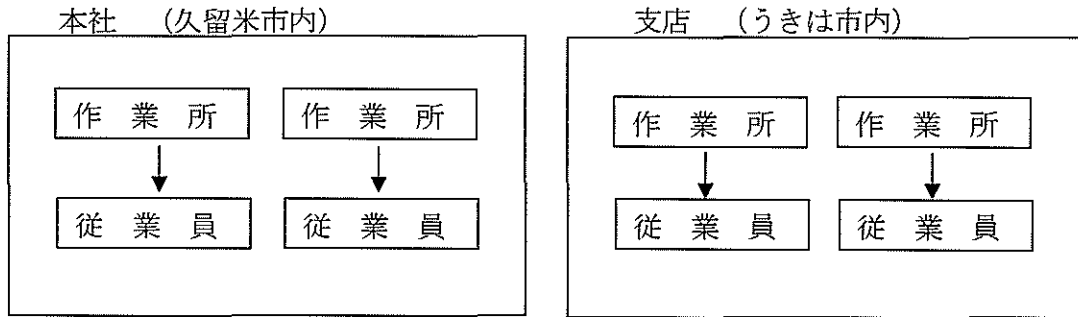 本社　（久留米市内）
支店　（うきは市内）
作業所　作業所
従業員　従業員
作業所　作業所
従業員　従業員